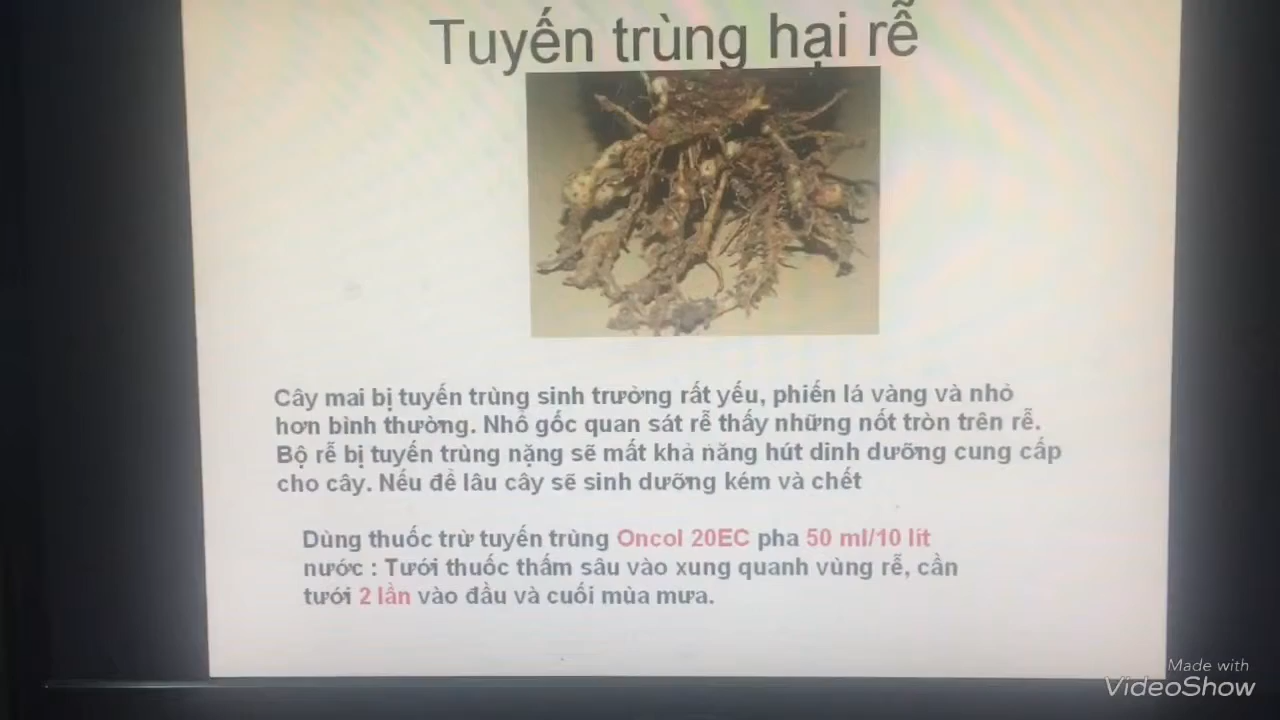 Tuyến trùng hại rễ
Cây mai bị tuyến trùng sinh trưởng rất yếu, phiến lá vàng và nhỏ
hơn bình thường. Nhổ gốc quan sát rễ thấy những nốt tròn trên rễ.
Bộ rễ bị tuyến trùng nặng sẽ mất khả năng hút dinh dưỡng cung cấp
cho cây. Nếu để lâu cây sẽ sinh dưỡng kém và chết
Dùng thuốc trừ tuyến trùng Oncol 20EC pha 50 ml/10 lít
nước : Tưới thuốc thấm sâu vào xung quanh vùng rễ, cần
tưới 2 lần vào đầu và cuối mùa mưa.
Made with
VideoShow